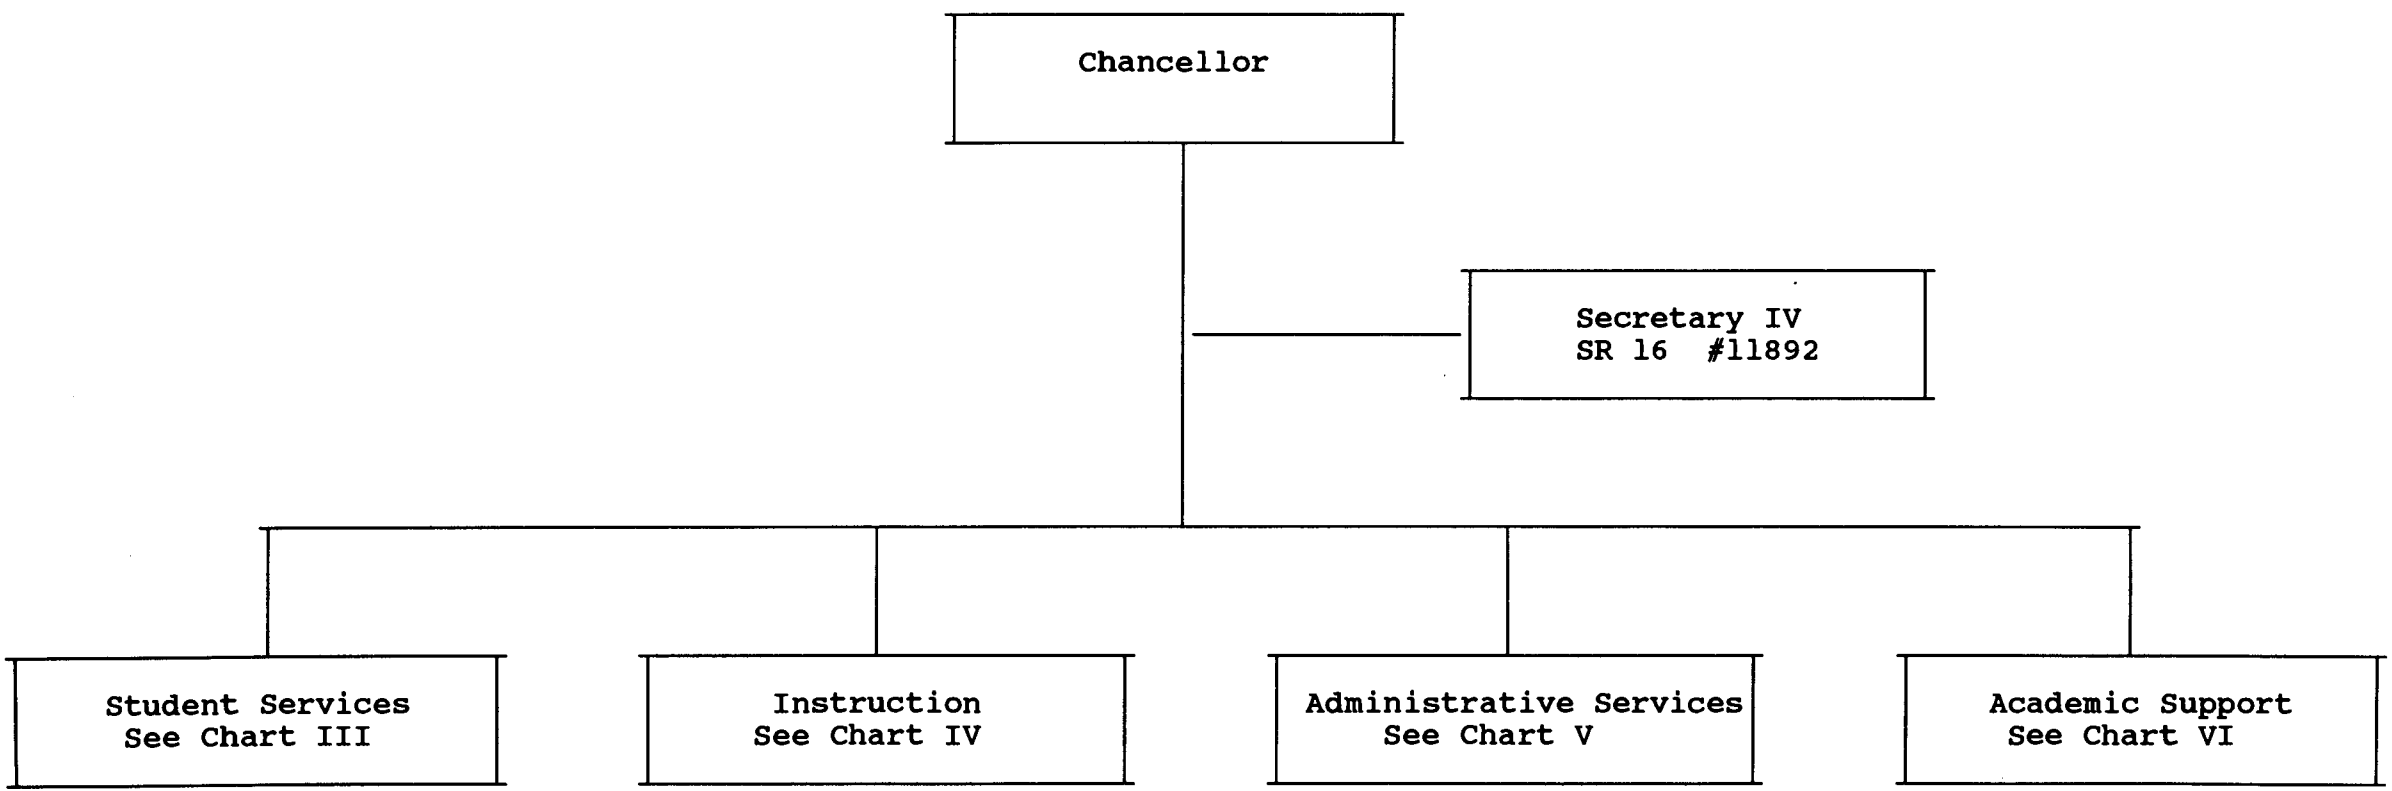 Chancellor
Secretary IV
SR 16 #11892
Student Services
See Chart III
Instruction
See Chart IV
Administrative Services
See Chart V
Academic Support
See Chart VI